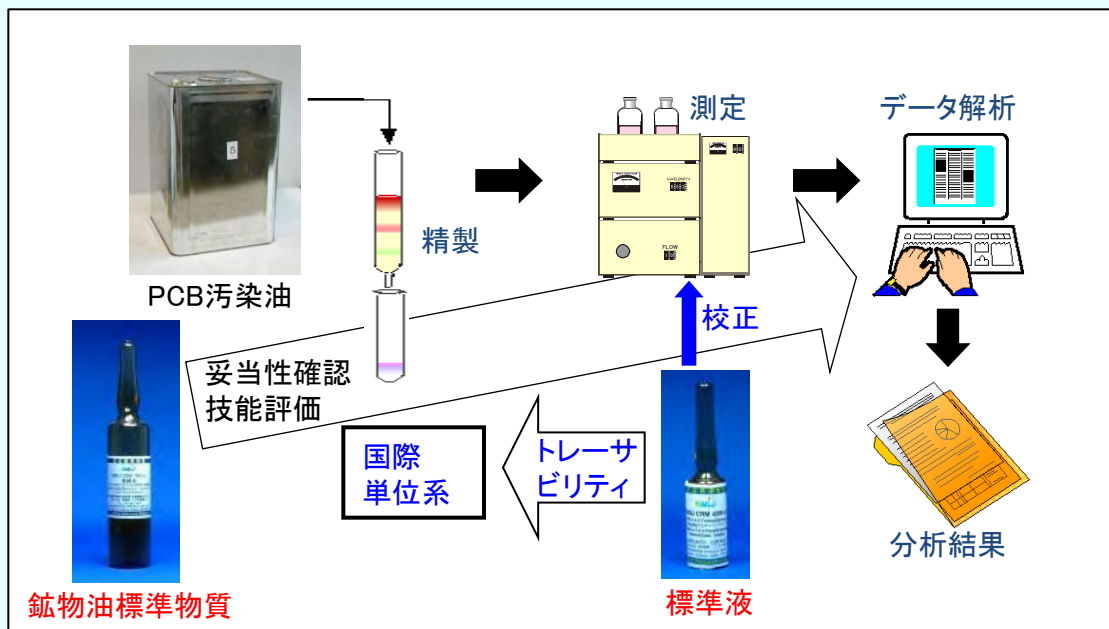 測定
データ解析
WAVELENGTH
FLOW
精製
PCB汚染油
校正
妥当性確認
技能評価
国際
単位系
トレーサ
ビリティ
分析結果
鉱物油標準物質
標準液